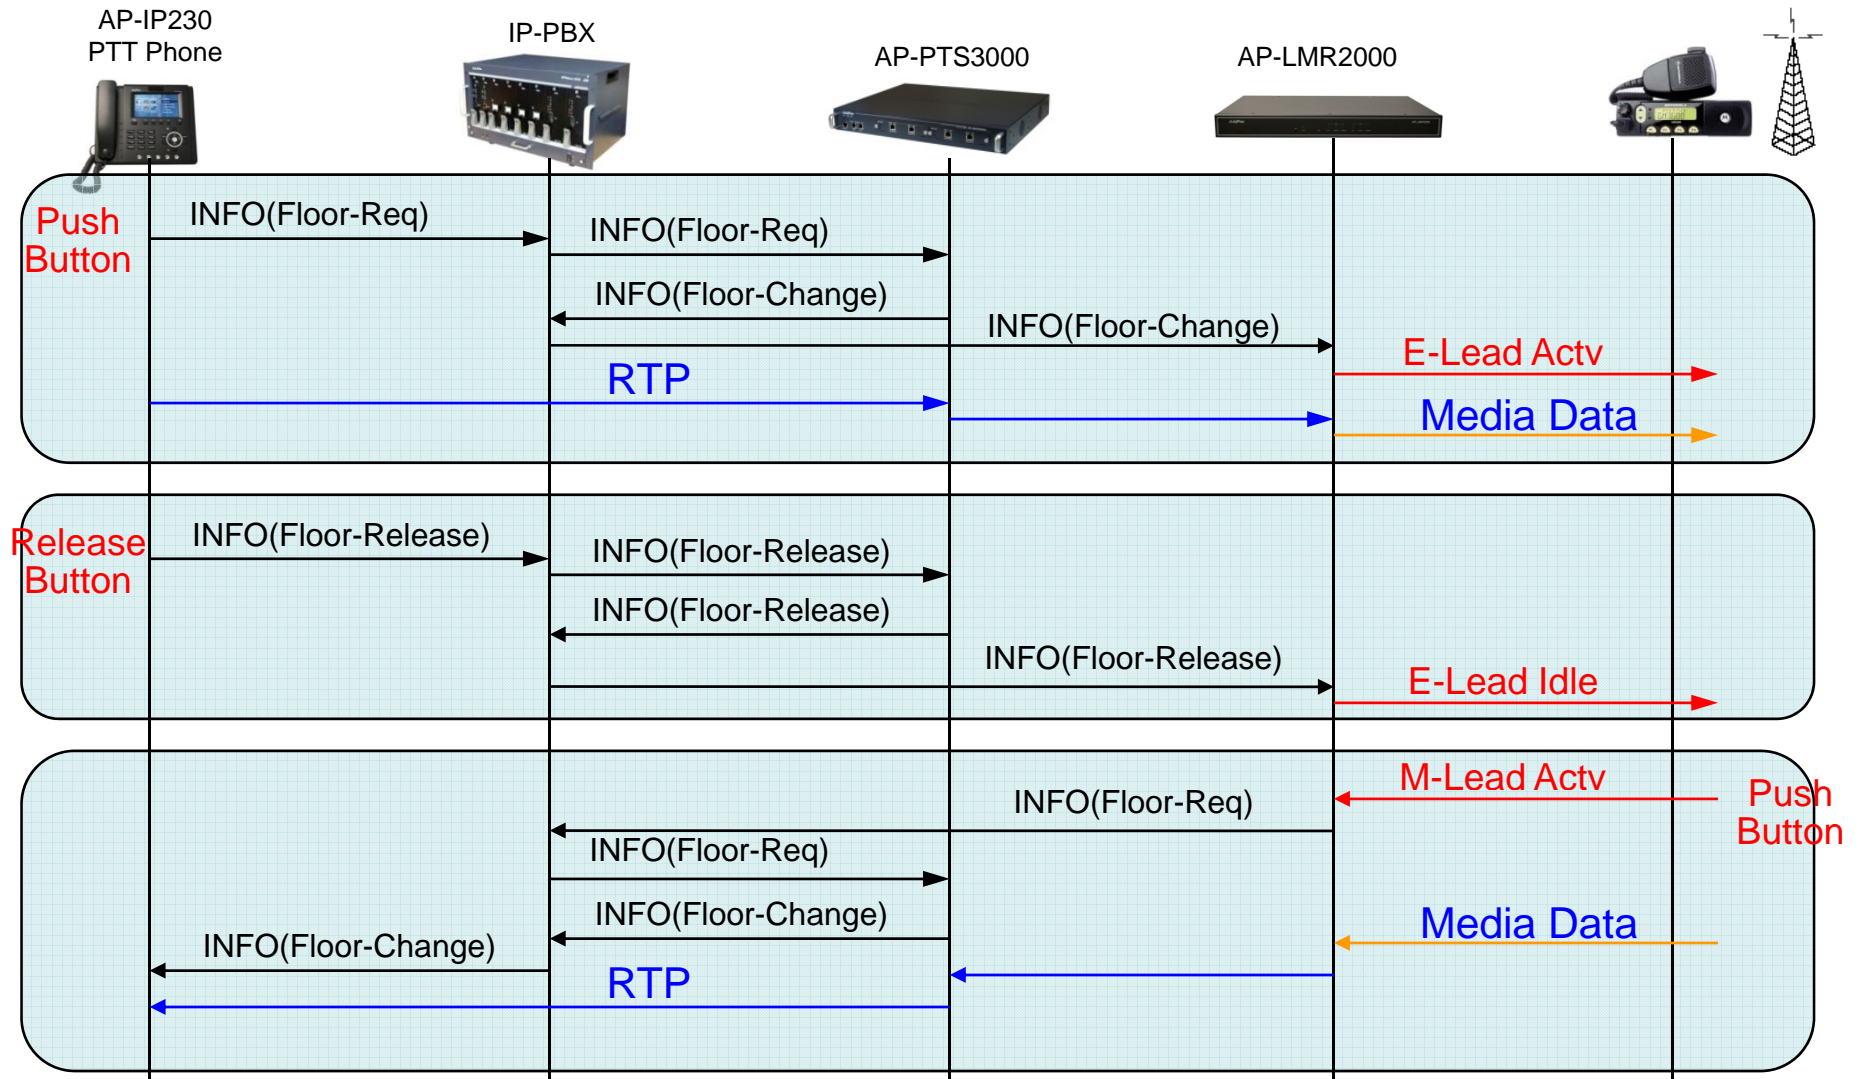 AP-IP230
PTT Phone
IP-PBX
AP-PTS3000
AP-LMR2000
Push
Button
INFO(Floor-Req)
INFO(Floor-Req)
INFO(Floor-Change)
INFO(Floor-Change)
E-Lead Actv
RTP
Media Data
Release
Button
INFO(Floor-Release)
INFO(Floor-Release)
INFO(Floor-Release)
INFO(Floor-Release)
E-Lead Idle
M-Lead Actv
Push
Button
INFO(Floor-Req)
INFO(Floor-Req)
INFO(Floor-Change)
Media Data
INFO(Floor-Change)
RTP